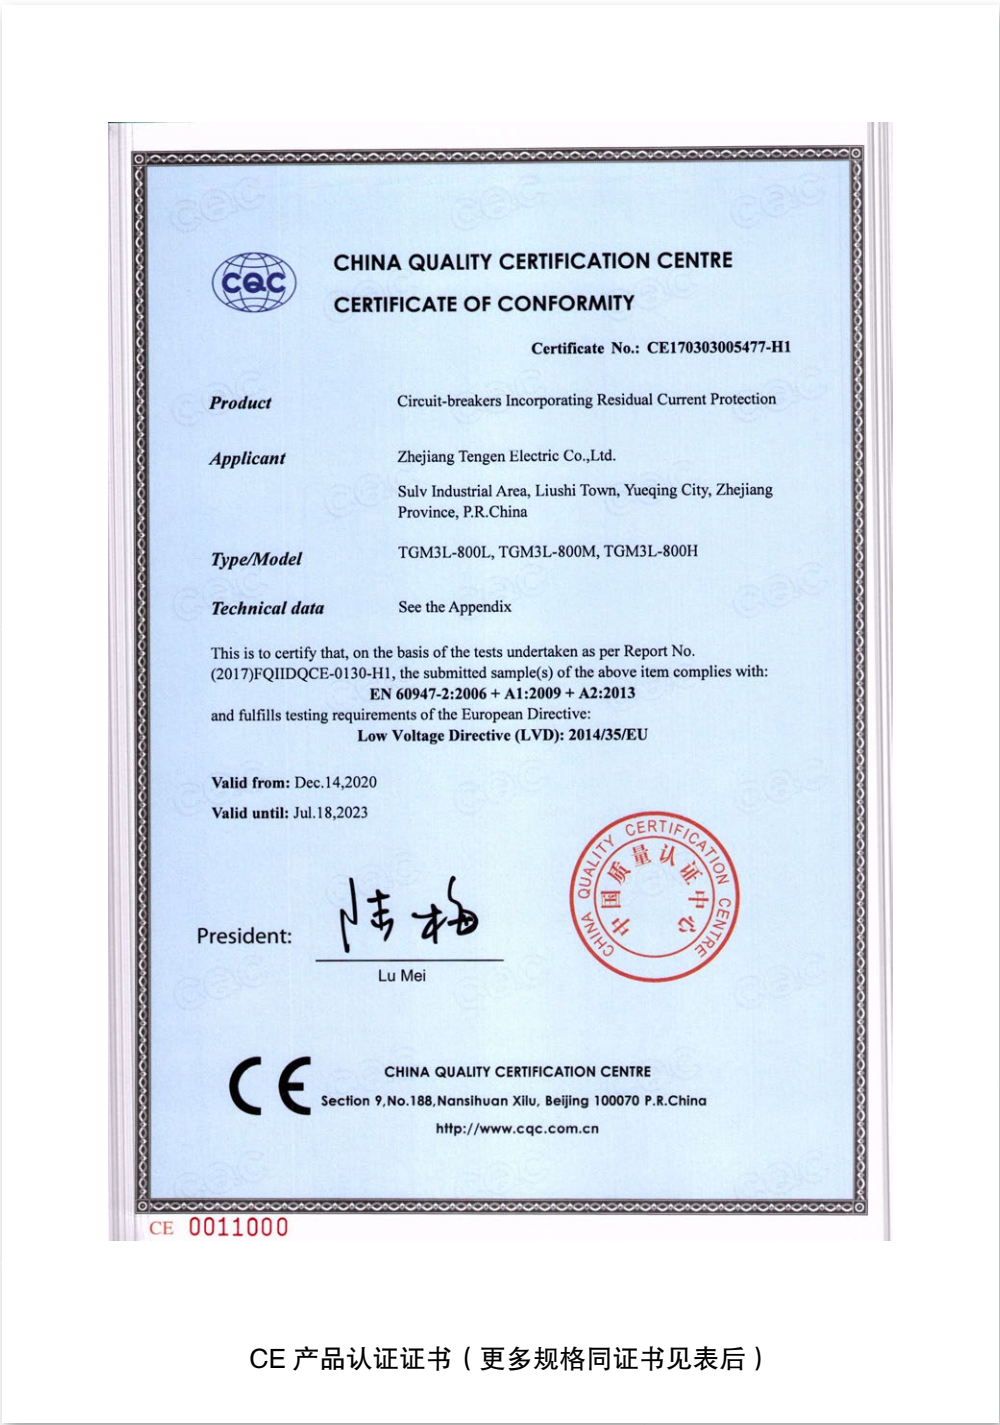 CQC
CHINA QUALITY CERTIFICATION CENTRE
CERTIFICATE OF CONFORMITY
Certificate No.: CE170303005477-H1
Product
Circuit-breakers Incorporating Residual Current Protection
Applicant
Zhejiang Tengen Electric Co.,Ltd.
Sulv Industrial Area, Liushi Town, Yueqing City, Zhejiang
Province, P.R.China
Type/Model
TGM3L-800L, TGM3L-800M, TGM3L-800H
Technical data
See the Appendix
This is to certify that, on the basis of the tests undertaken as per Report No.
(2017)FQIIDQCE-0130-H1, the submitted sample(s) of the above item complies with:
EN 60947-2:2006 + A1:2009 + A2:2013
and fulfills testing requirements of the European Directive:
Low Voltage Directive (LVD): 2014/35/EU
Valid from: Dec.14,2020
Valid until: Jul.18,2023
CHINA QUALITY CERTIFICATION CENTRE
中国质量认证中心
President:
陆梅
Lu Mei
CE
CHINA QUALITY CERTIFICATION CENTRE
Section 9,No.188,Nansihuan Xilu, Beijing 100070 P.R.China
http://www.cqc.com.cn
CE 0011000
CE 产品认证证书（更多规格同证书见表后）